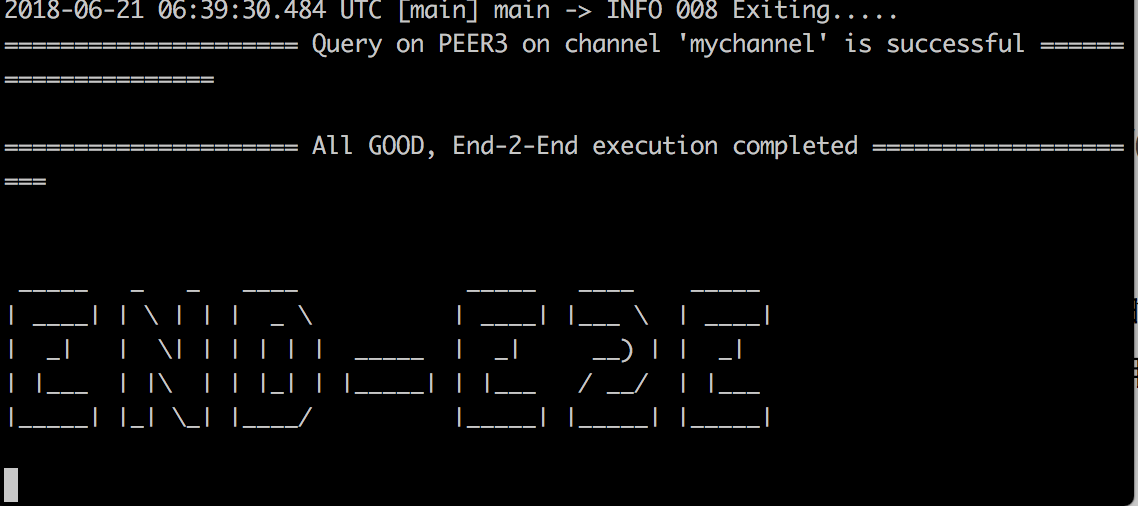 2018-06-21 06:39:30.484 UTC [main] main -> INFO 008 Exiting.....
===================== Query on PEER3 on channel 'mychannel' is successful ======
===============

===================== All GOOD, End-2-End execution completed ==================
===


 _____   _   _   ____            _____   ____    _____
| ____| | \ | | |  _ \          | ____| |___ \  | ____|
|  _|   |  \| | | | | |  _____  |  _|     __) | |  _|
| |___  | |\  | | |_| | |_____| | |___   / __/  | |___
|_____| |_| \_| |____/          |_____| |_____| |_____|